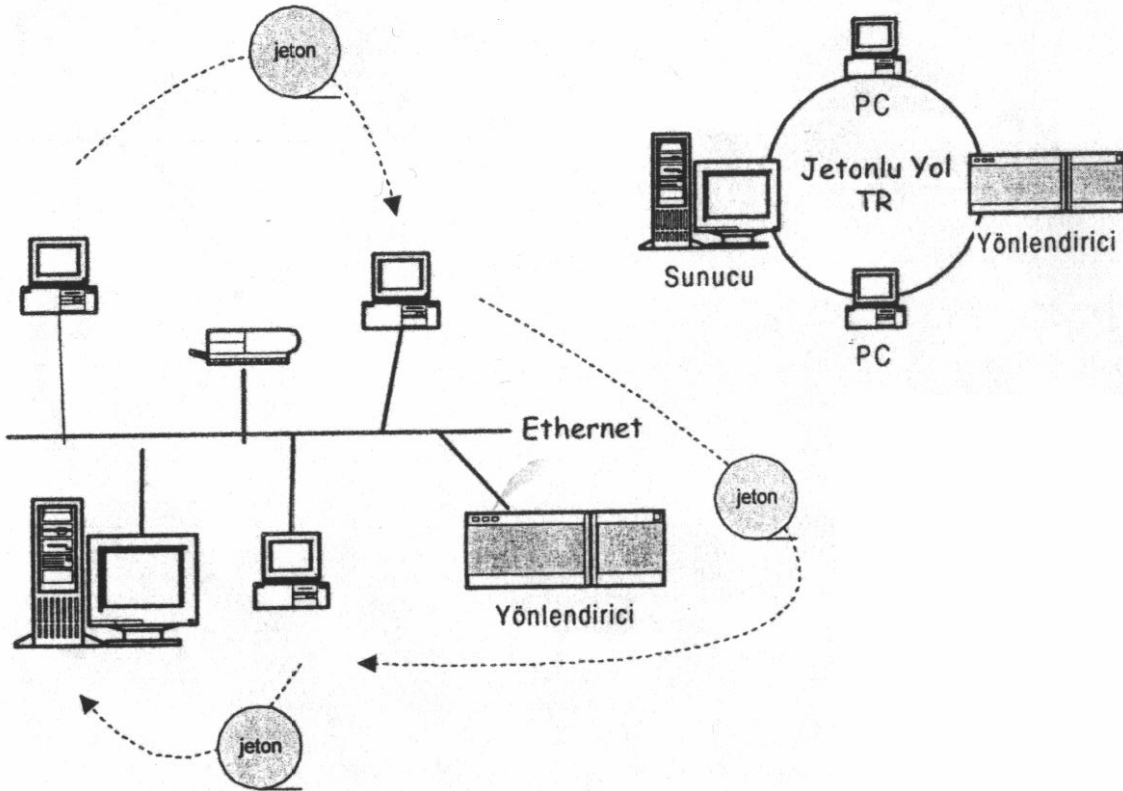 jeton
PC
Jetonlu Yol
TR
Sunucu
Yönlendirici
PC
Ethernet
jeton
Yönlendirici
jeton